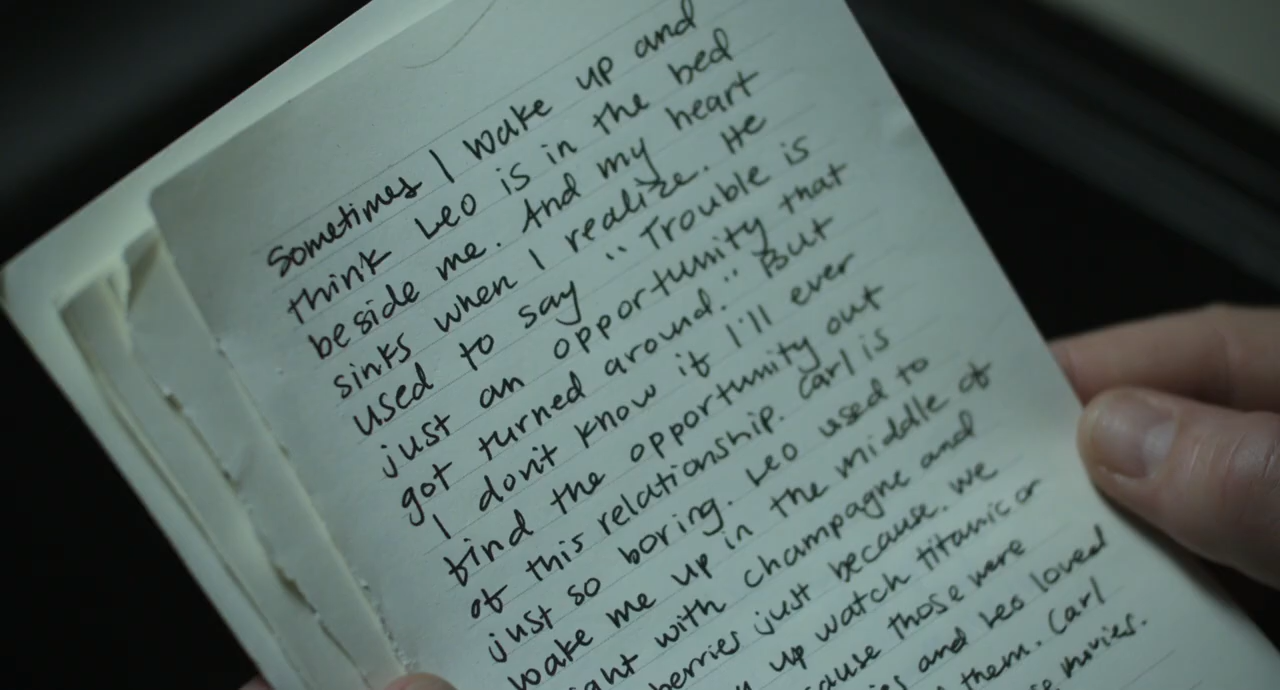 Sometimes I wake up and
think Leo is in the bed
beside me. And my heart
sinks when I realize. He
used to say "Trouble is
just an opportunity that
got turned around." But
I don't know if I'll ever
find the opportunity out
of this relationship. Carl is
just so boring. Leo used to
wake me up in the middle of
ght with champagne and
berries just because. We
up watch titanic or
ause those were
es and Leo loved
them. Carl
movies.